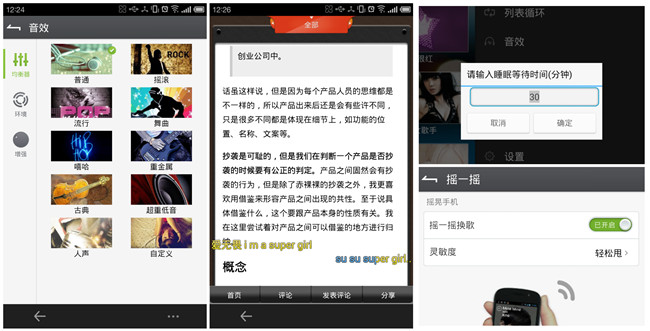 12:24
音效
均衡器
环境
增强
普通
摇滚
ROCK
流行
POP
舞曲
嘻哈
重金属
古典
超重低音
人声
自定义
12:26
全部
创业公司中。
话虽这样说，但是因为每个产品人员的思维都是
不一样的，所以产品出来后还是会有些许不同，
只是很多不同都是体现在细节上，如功能的位
置、名称、文案等。
抄袭是可耻的，但是我们在判断一个产品是否抄
袭的时候要有公正的判定。产品之间固然会有抄
袭的行为，但是除了赤裸裸的抄袭之外，我更喜
欢用借鉴来形容产品之间出现的共性。至于说具
体借鉴什么，这个要跟产品本身的性质有关。我
在这里尝试着对产品之间可以借鉴的地方进行归
i m a super girl
概念
su su super girl .
首页
评论
发表评论
分享
列表循环
音效
请输入睡眠等待时间(分钟)
30
取消
确定
歌手
设置
摇一摇
摇晃手机
摇一摇换歌
已开启
灵敏度
轻松甩